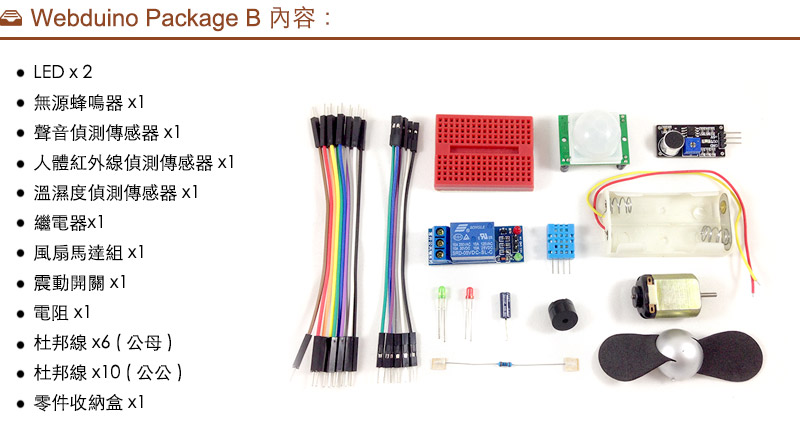 Webduino Package B 內容：
LED x 2
無源蜂鳴器 x1
聲音偵測傳感器 x1
人體紅外線偵測傳感器 x1
溫濕度偵測傳感器 x1
繼電器x1
風扇馬達組 x1
震動開關 x1
電阻 x1
杜邦線 x6 ( 公母 )
杜邦線 x10 ( 公公 )
零件收納盒 x1
SONGLE
SRD-05VDC-SL-C